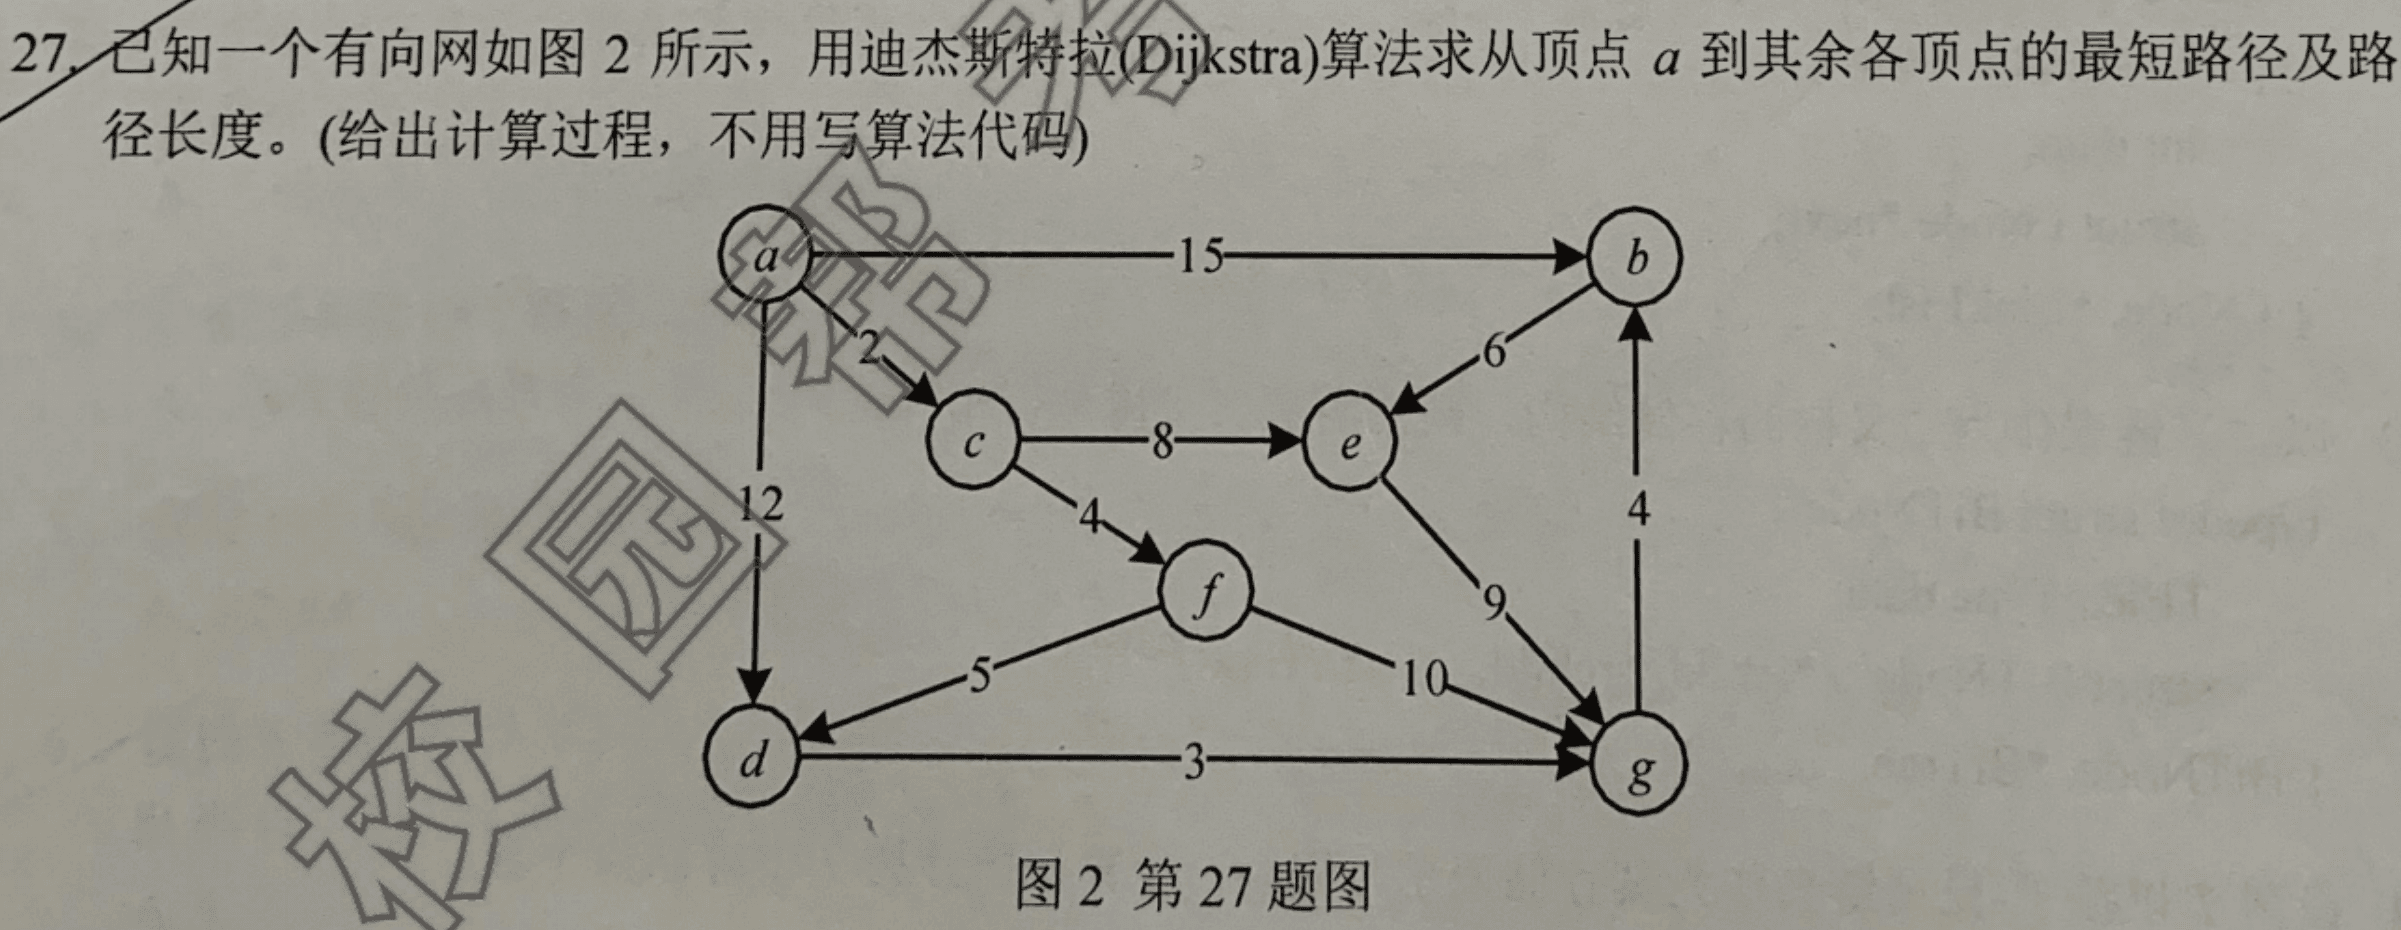 27. 已知一个有向网如图 2 所示，用迪杰斯特拉(Dijkstra)算法求从顶点 a 到其余各顶点的最短路径及路
径长度。(给出计算过程，不用写算法代码)
a
15
b
2
6
c
8
e
12
4
4
f
9
5
10
d
3
g
图 2 第 27 题图
校园帮